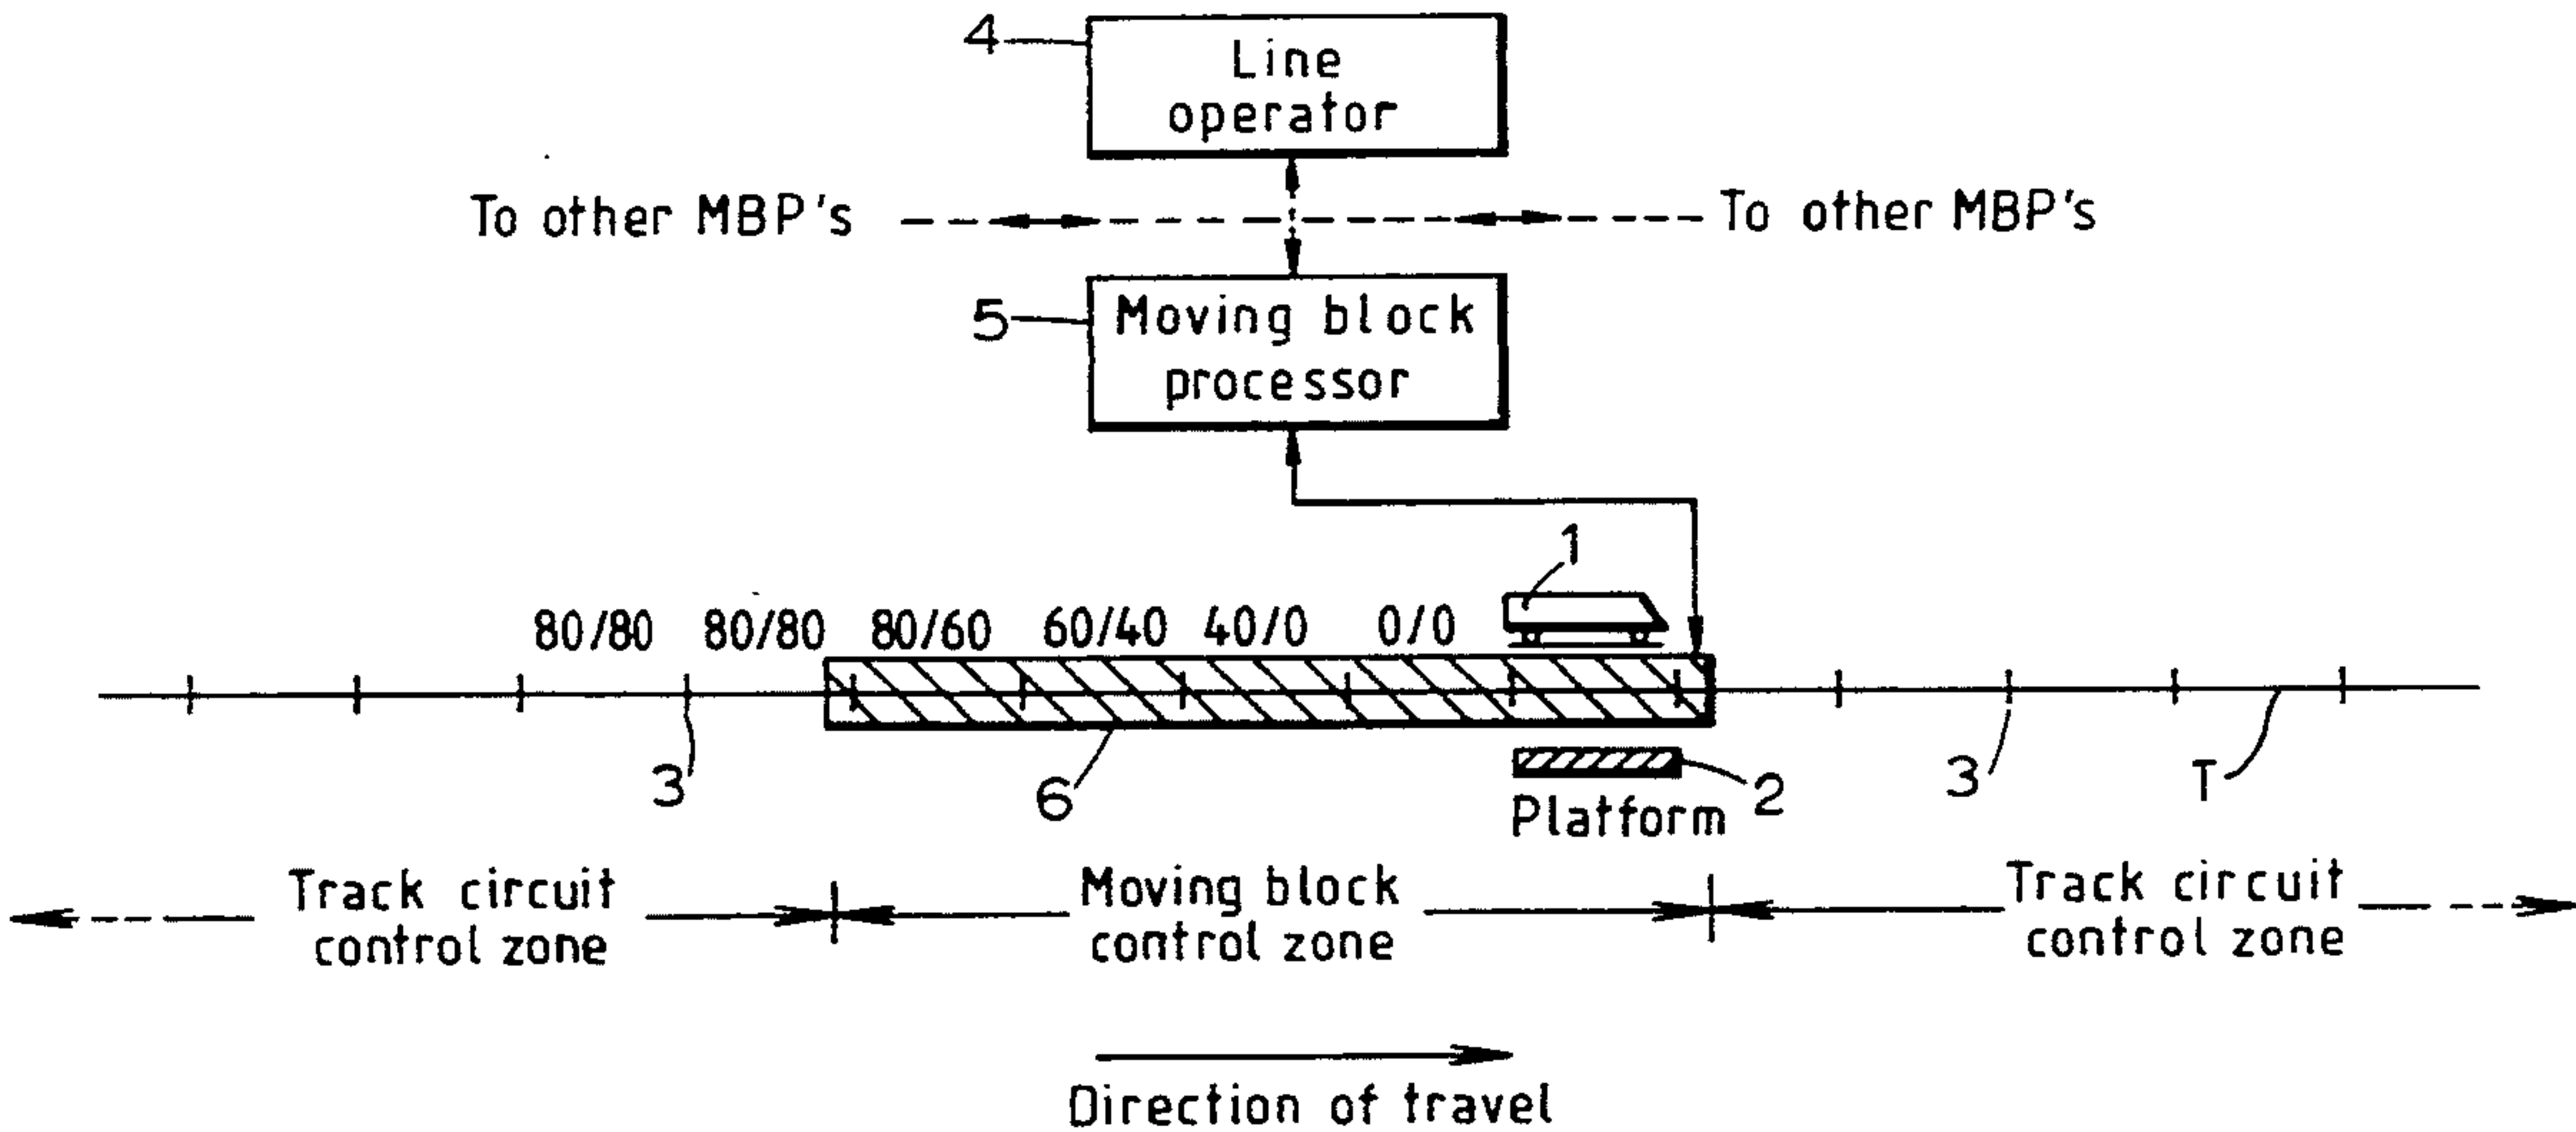 4
Line
operator
To other MBP's
To other MBP's
5
Moving block
processor
1
80/80 80/80 80/60 60/40 40/0 0/0
3
6
2
3
T
Platform
Track circuit
control zone
Moving block
control zone
Track circuit
control zone
Direction of travel